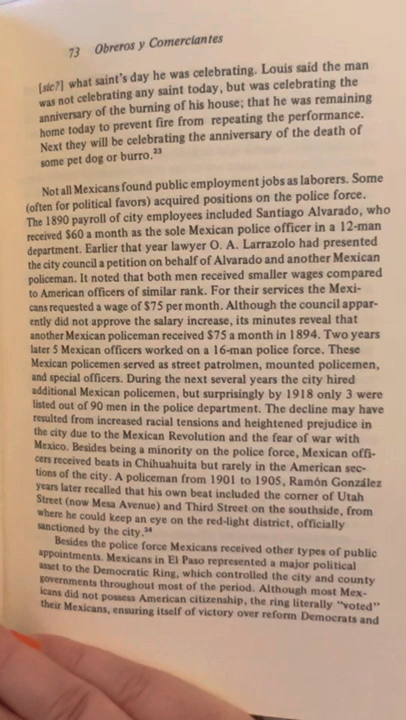 73 Obreros y Comerciantes
[sic?] what saint's day he was celebrating. Louis said the man
was not celebrating any saint today, but was celebrating the
anniversary of the burning of his house; that he was remaining
home today to prevent fire from repeating the performance.
Next they will be celebrating the anniversary of the death of
some pet dog or burro.23
Not all Mexicans found public employment jobs as laborers. Some
(often for political favors) acquired positions on the police force.
The 1890 payroll of city employees included Santiago Alvarado, who
received $60 a month as the sole Mexican police officer in a 12-man
department. Earlier that year lawyer O. A. Larrazolo had presented
the city council a petition on behalf of Alvarado and another Mexican
policeman. It noted that both men received smaller wages compared
to American officers of similar rank. For their services the Mexi-
cans requested a wage of $75 per month. Although the council appar-
ently did not approve the salary increase, its minutes reveal that
another Mexican policeman received $75 a month in 1894. Two years
later 5 Mexican officers worked on a 16-man police force. These
Mexican policemen served as street patrolmen, mounted policemen,
and special officers. During the next several years the city hired
additional Mexican policemen, but surprisingly by 1918 only 3 were
listed out of 90 men in the police department. The decline may have
resulted from increased racial tensions and heightened prejudice in
the city due to the Mexican Revolution and the fear of war with
Mexico. Besides being a minority on the police force, Mexican offi-
cers received beats in Chihuahuita but rarely in the American sec-
tions of the city. A policeman from 1901 to 1905, Ramón González
years later recalled that his own beat included the corner of Utah
Street (now Mesa Avenue) and Third Street on the southside, from
where he could keep an eye on the red-light district, officially
sanctioned by the city.24
Besides the police force Mexicans received other types of public
appointments. Mexicans in El Paso represented a major political
asset to the Democratic Ring, which controlled the city and county
governments throughout most of the period. Although most Mex-
icans did not possess American citizenship, the ring literally "voted"
their Mexicans, ensuring itself of victory over reform Democrats and